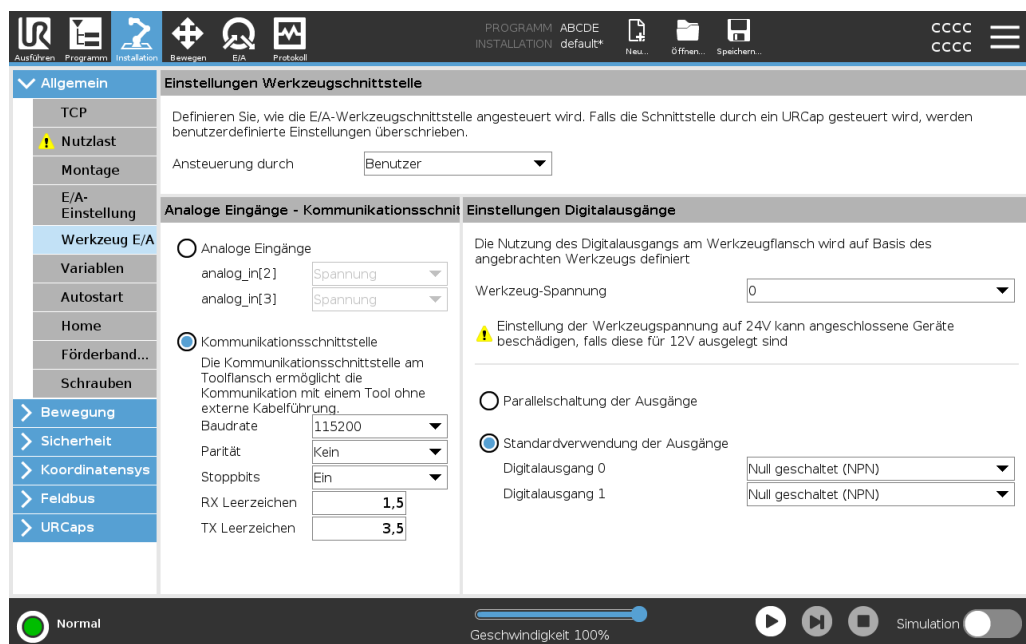 PROGRAMM ABCDE
INSTALLATION default*
CCCC
CCCC
Ausführen
Programm
Installation
Bewegen
E/A
Protokoll
Neu...
Öffnen...
Speichern...
Allgemein
TCP
Nutzlast
Montage
E/A-
Einstellung
Werkzeug E/A
Variablen
Autostart
Home
Förderband...
Schrauben
Bewegung
Sicherheit
Koordinatensys
Feldbus
URCaps
Einstellungen Werkzeugschnittstelle
Definieren Sie, wie die E/A-Werkzeugschnittstelle angesteuert wird. Falls die Schnittstelle durch ein URCap gesteuert wird, werden
benutzerdefinierte Einstellungen überschrieben.
Ansteuerung durch
Benutzer
Analoge Eingänge - Kommunikationsschnit
Analoge Eingänge
analog_in[2] Spannung
analog_in[3] Spannung
Kommunikationsschnittstelle
Die Kommunikationsschnittstelle am
Toolflansch ermöglicht die
Kommunikation mit einem Tool ohne
externe Kabelführung.
Baudrate 115200
Parität Kein
Stoppbits Ein
RX Leerzeichen 1,5
TX Leerzeichen 3,5
Einstellungen Digitalausgänge
Die Nutzung des Digitalausgangs am Werkzeugflansch wird auf Basis des
angebrachten Werkzeugs definiert
Werkzeug-Spannung 0
Einstellung der Werkzeugspannung auf 24V kann angeschlossene Geräte
beschädigen, falls diese für 12V ausgelegt sind
Parallelschaltung der Ausgänge
Standardverwendung der Ausgänge
Digitalausgang 0 Null geschaltet (NPN)
Digitalausgang 1 Null geschaltet (NPN)
Normal
Geschwindigkeit 100%
Simulation